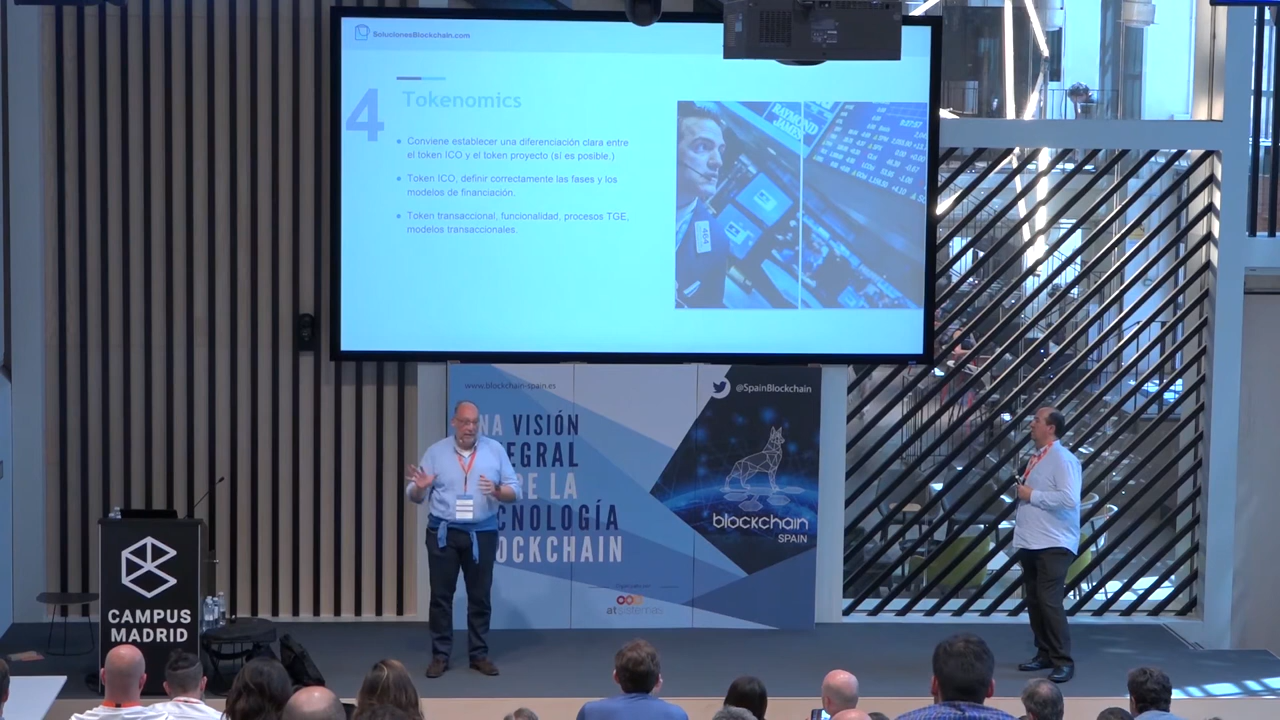 SolucionesBlockchain.com
4
Tokenomics
Conviene establecer una diferenciación clara entre
el token ICO y el token proyecto (si es posible.)
Token ICO, definir correctamente las fases y los
modelos de financiación.
Token transaccional, funcionalidad, procesos TGE,
modelos transaccionales.
RAYMOND
JAMES
www.blockchain-spain.es
@SpainBlockchain
NA VISIÓN
EGRAL
RE LA
CNOLOGÍA
OCKCHAIN
blockchain
SPAIN
atsistemas
CAMPUS
MADRID